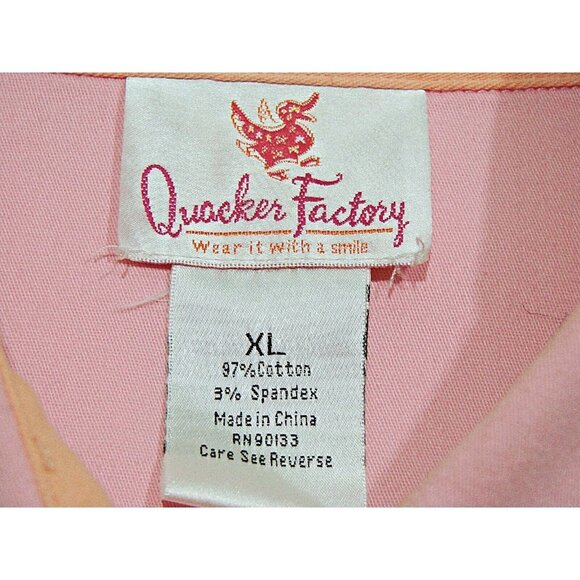 Quacker Factory
Wear it with a smile
XL
97% Cotton
3% Spandex
Made in China
RN90133
Care See Reverse